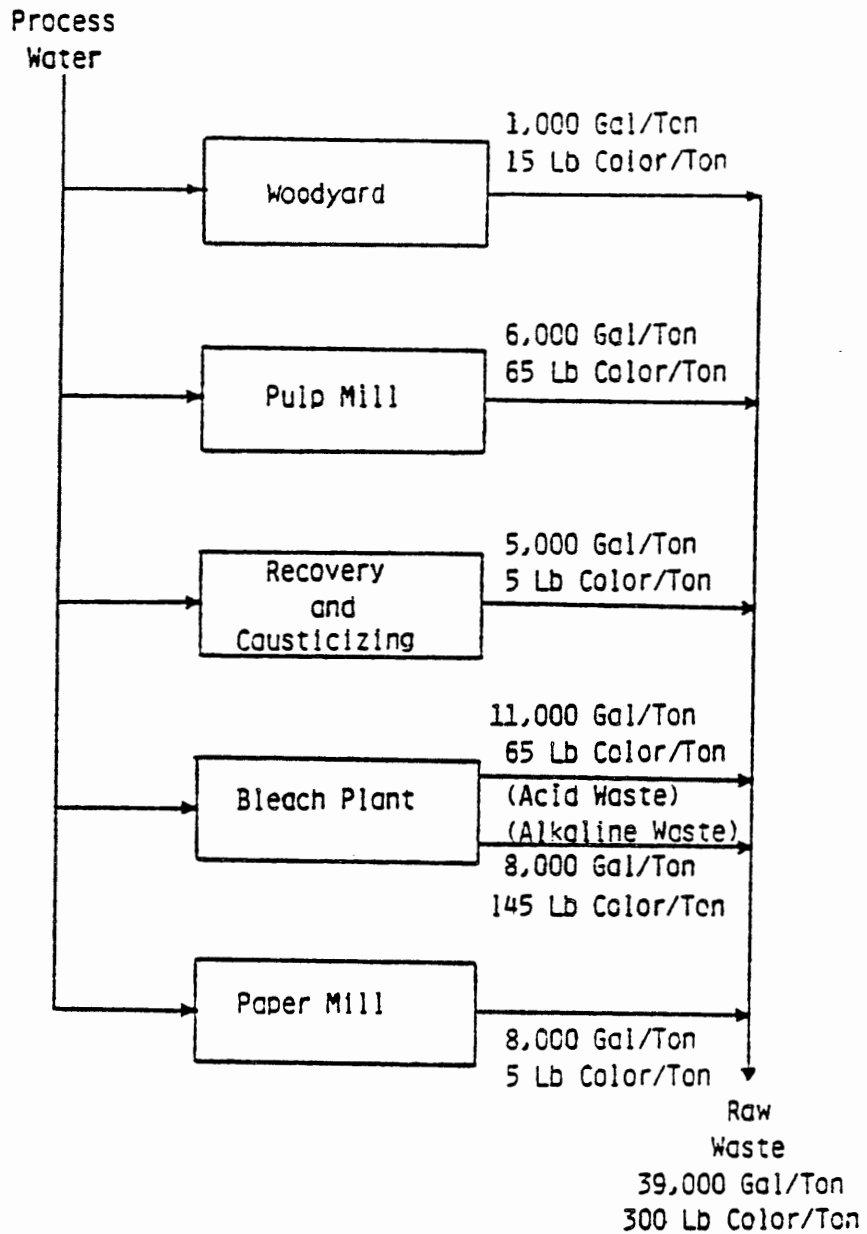 Process
Water
1,000 Gal/Ton
15 Lb Color/Ton
Woodyard
6,000 Gal/Ton
65 Lb Color/Ton
Pulp Mill
5,000 Gal/Ton
5 Lb Color/Ton
Recovery
and
Causticizing
11,000 Gal/Ton
65 Lb Color/Ton
Bleach Plant
(Acid Waste)
(Alkaline Waste)
8,000 Gal/Ton
145 Lb Color/Ton
Paper Mill
8,000 Gal/Ton
5 Lb Color/Ton
Raw
Waste
39,000 Gal/Ton
300 Lb Color/Ton